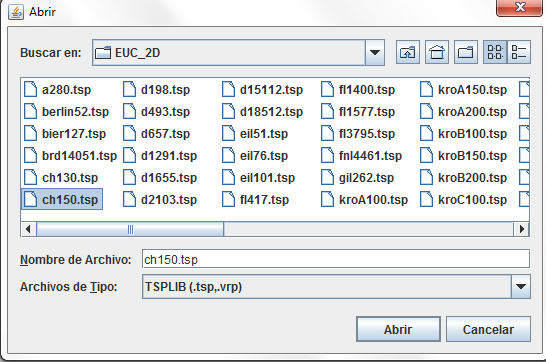 Abrir
Buscar en: EUC_2D
a280.tsp d198.tsp d15112.tsp fl1400.tsp kroA150.tsp
berlin52.tsp d493.tsp d18512.tsp fl1577.tsp kroA200.tsp
bier127.tsp d657.tsp eil51.tsp fl3795.tsp kroB100.tsp
brd14051.tsp d1291.tsp eil76.tsp fnl4461.tsp kroB150.tsp
ch130.tsp d1655.tsp eil101.tsp gil262.tsp kroB200.tsp
ch150.tsp d2103.tsp fl417.tsp kroA100.tsp kroC100.tsp
Nombre de Archivo: ch150.tsp
Archivos de Tipo: TSPLIB (.tsp,.vrp)
Abrir Cancelar